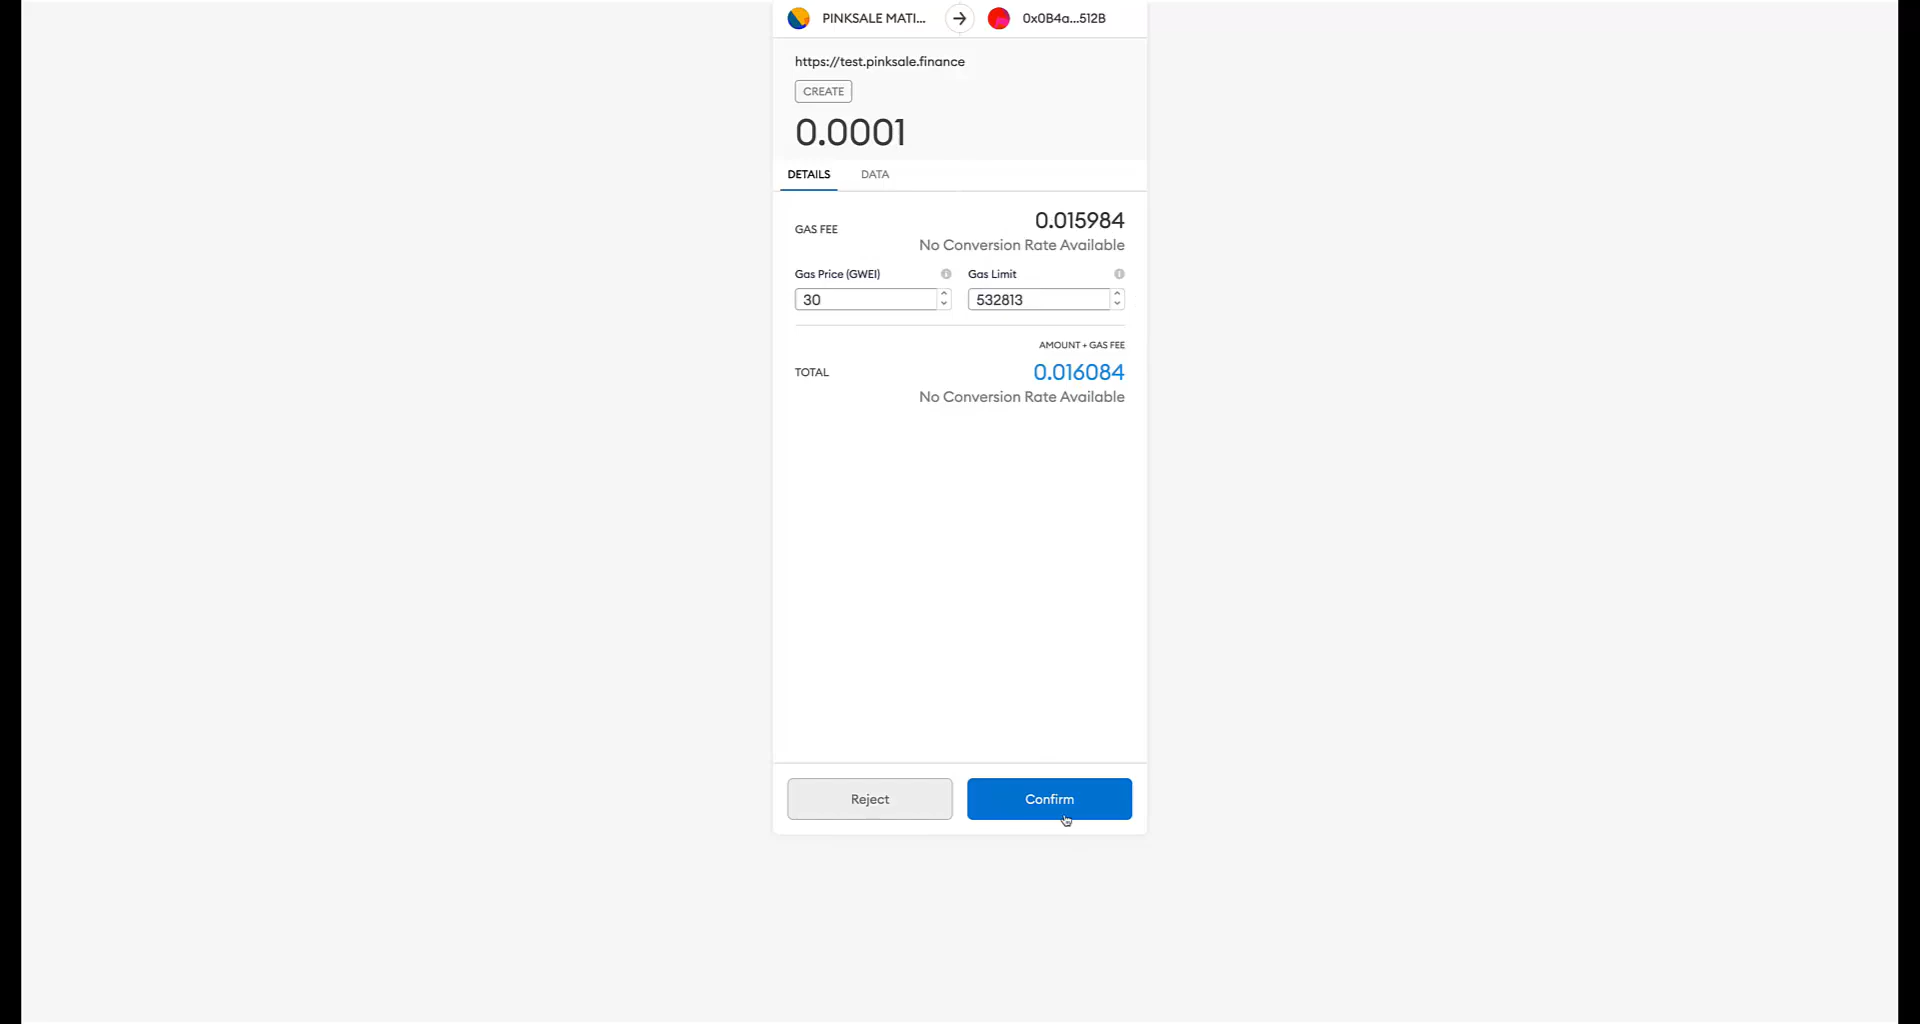 PINKSALE MATI... 0x0B4a...512B
https://test.pinksale.finance
CREATE
0.0001
DETAILS DATA
GAS FEE 0.015984
No Conversion Rate Available
Gas Price (GWEI) Gas Limit
30 532813
AMOUNT + GAS FEE
TOTAL 0.016084
No Conversion Rate Available
Reject Confirm